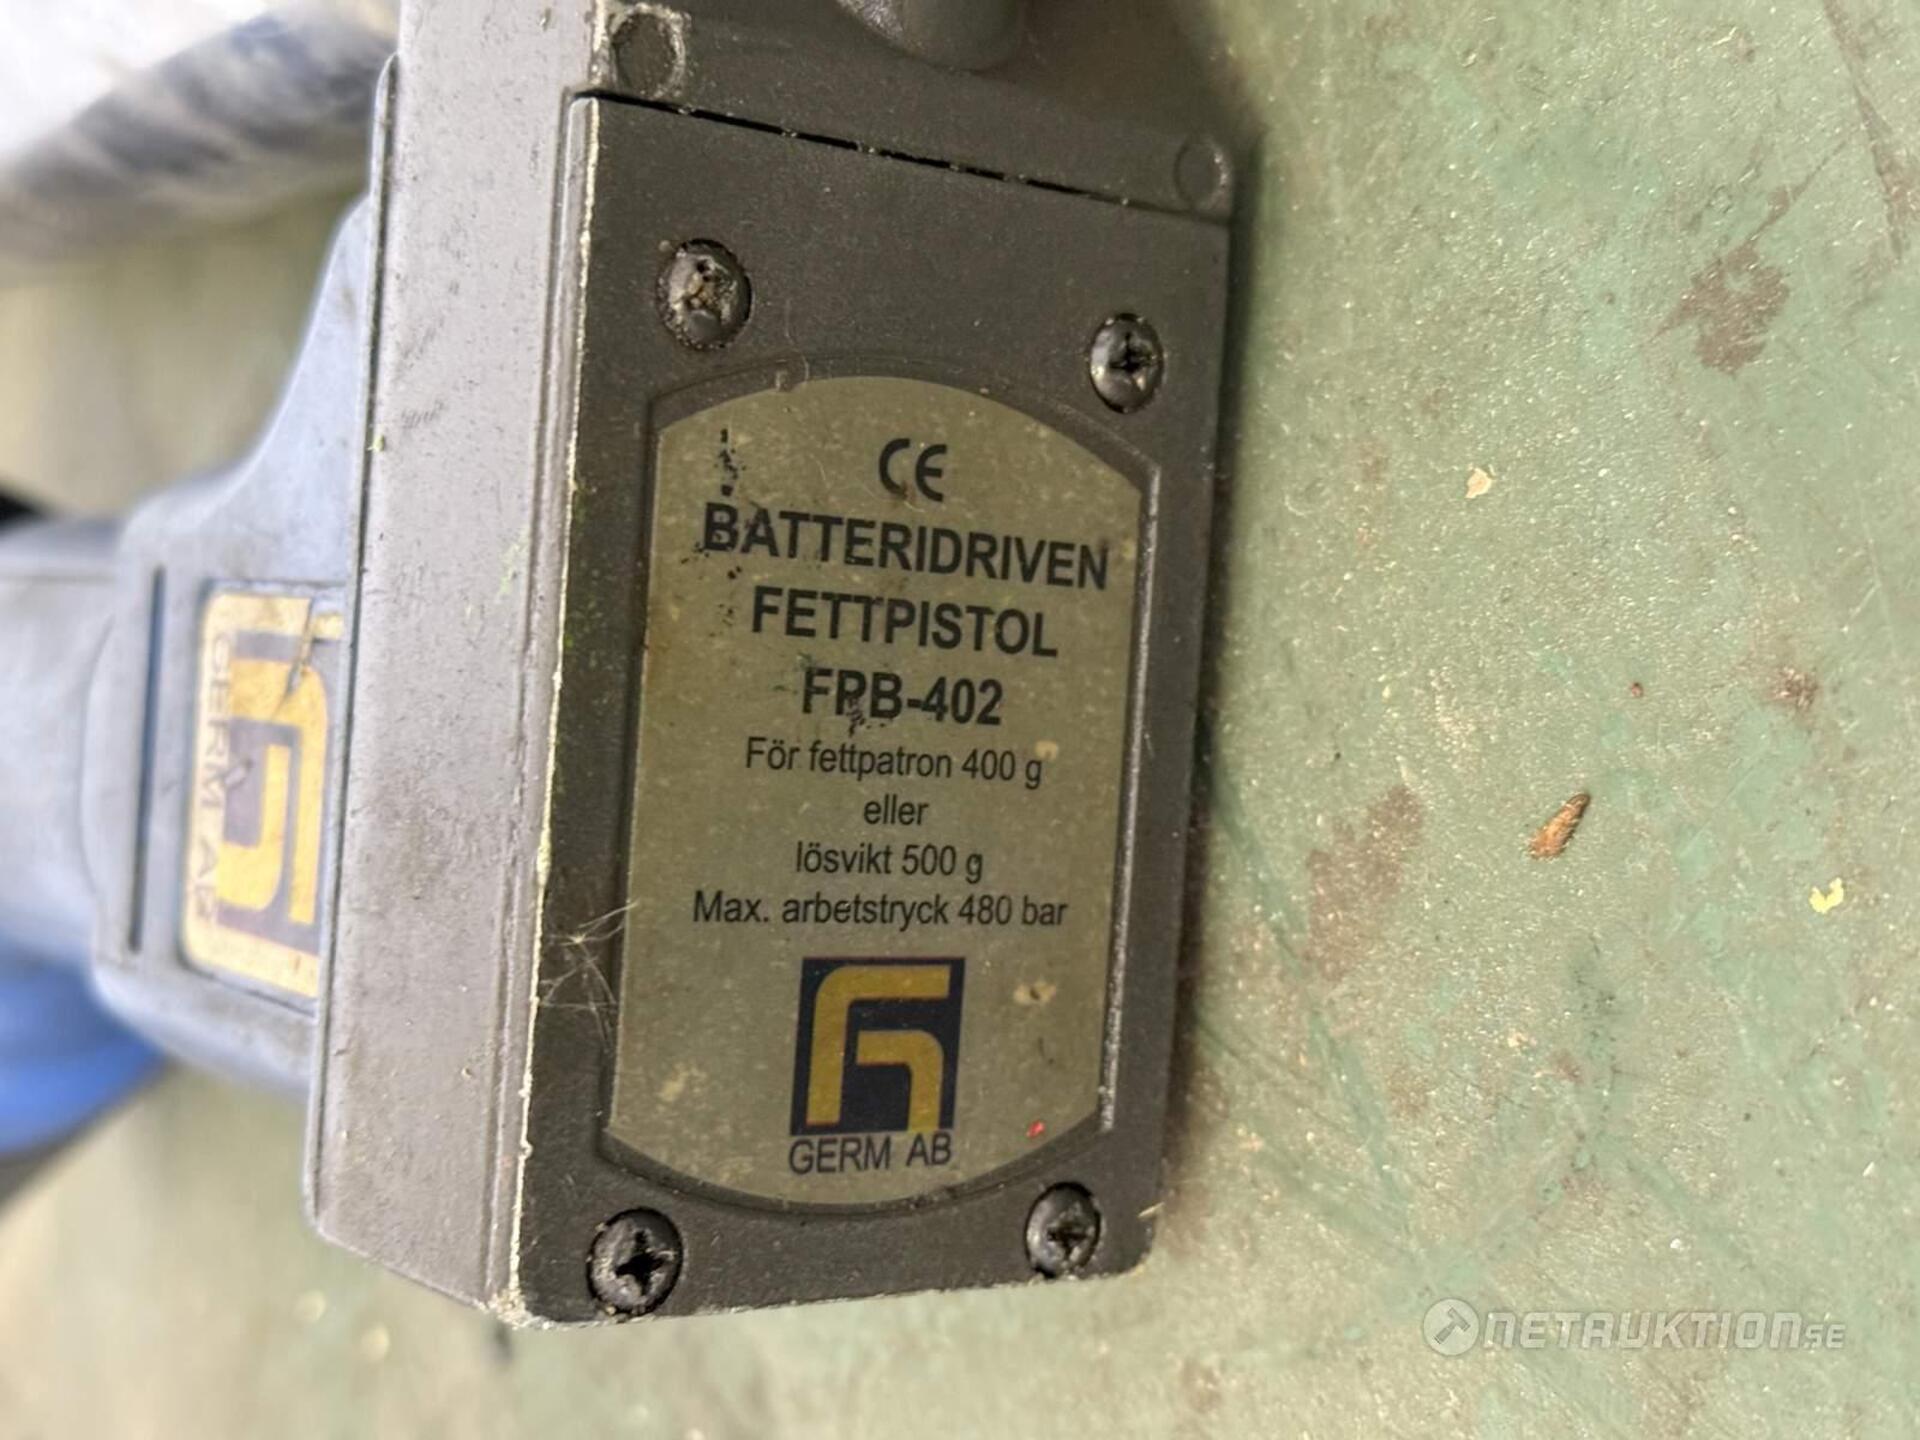 CE
BATTERIDRIVEN
FETTPISTOL
FPB-402
För fettpatron 400 g
eller
lösvikt 500 g
Max. arbetstryck 480 bar
GERM AB
GERM AB
NETAUKTION.SE